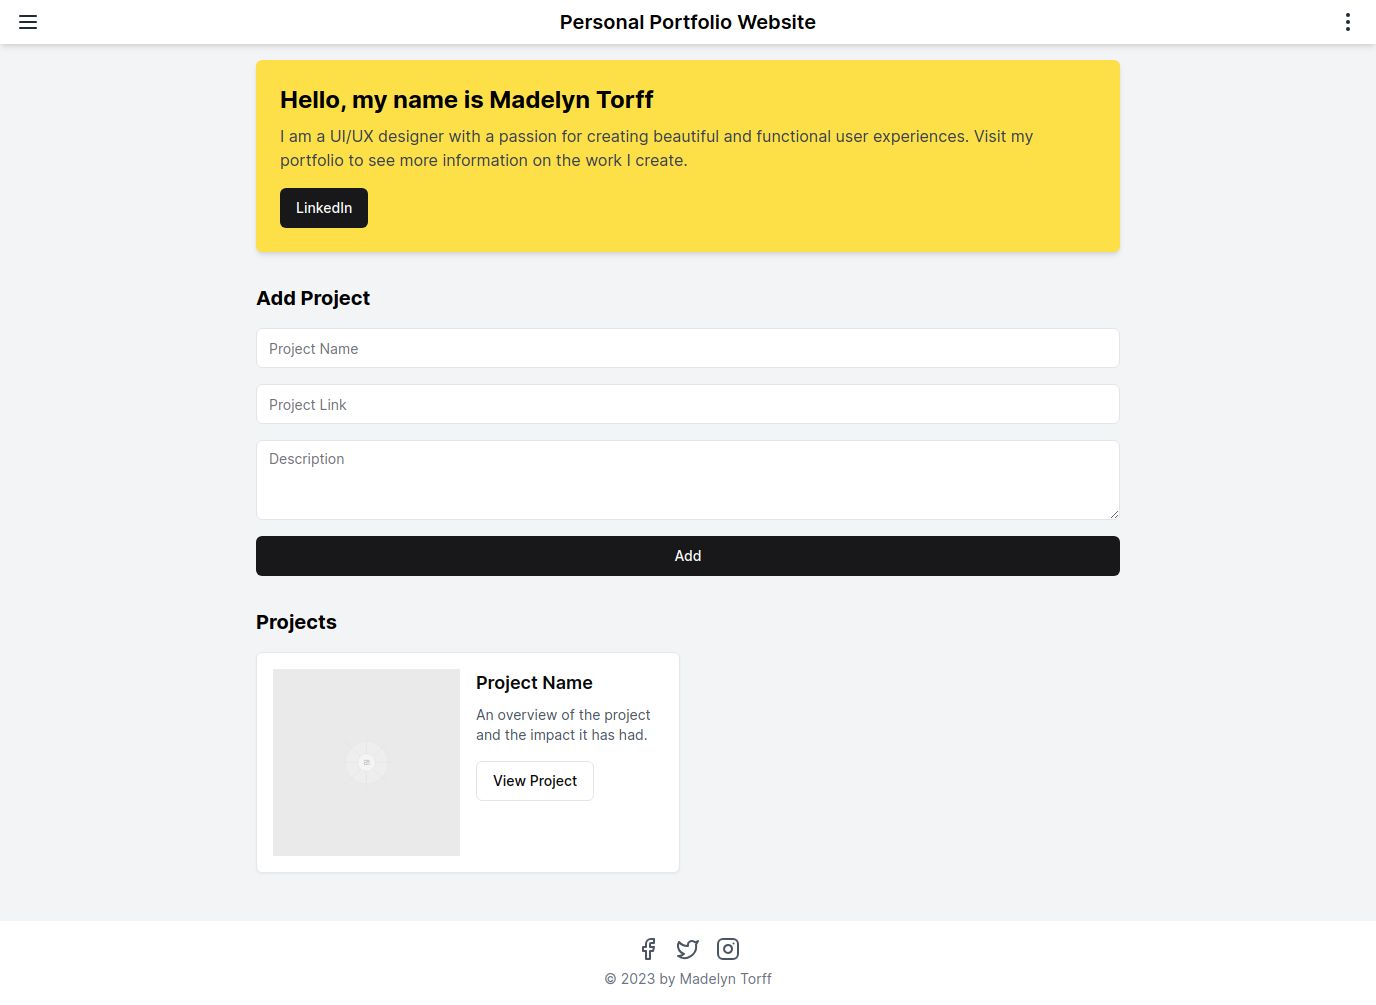 Personal Portfolio Website
Hello, my name is Madelyn Torff
I am a UI/UX designer with a passion for creating beautiful and functional user experiences. Visit my
portfolio to see more information on the work I create.
LinkedIn
Add Project
Project Name
Project Link
Description
Add
Projects
Project Name
An overview of the project
and the impact it has had.
View Project
© 2023 by Madelyn Torff